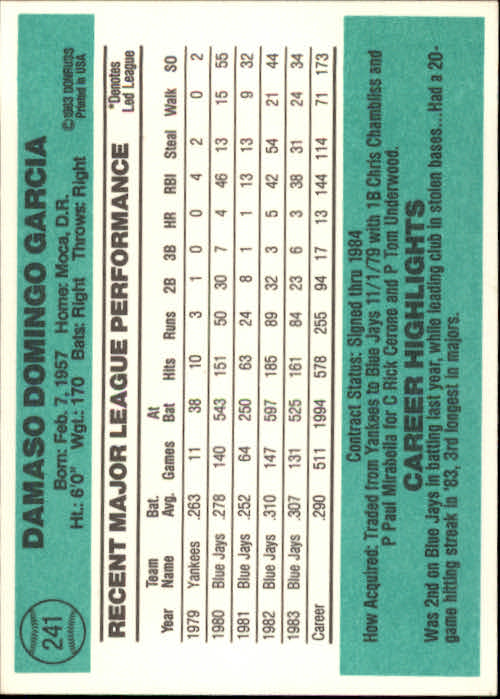 241
DAMASO DOMINGO GARCIA
Born: Feb. 7, 1957 Home: Moca, D.R.
Ht.: 6'0" Wgt.: 170 Bats: Right Throws: Right
©1983 DONRUSS
Printed in USA
RECENT MAJOR LEAGUE PERFORMANCE
*Denotes
Led League
Year Team Name Bat. Avg. Games At Bat Hits Runs 2B 3B HR RBI Steal Walk SO
1979 Yankees .263 11 38 10 3 1 0 0 4 2 0 2
1980 Blue Jays .278 140 543 151 50 30 7 4 46 13 15 55
1981 Blue Jays .252 64 250 63 24 8 1 1 13 13 9 32
1982 Blue Jays .310 147 597 185 89 32 3 5 42 54 21 44
1983 Blue Jays .307 131 525 161 84 23 6 3 38 31 24 34
Career .290 511 1994 578 255 94 17 13 144 114 71 173
Contract Status: Signed thru 1984
How Acquired: Traded from Yankees to Blue Jays 11/1/79 with 1B Chris Chambliss and
P Paul Mirabella for C Rick Cerone and P Tom Underwood.
CAREER HIGHLIGHTS
Was 2nd on Blue Jays in batting last year, while leading club in stolen bases...Had a 20-
game hitting streak in '83, 3rd longest in majors.